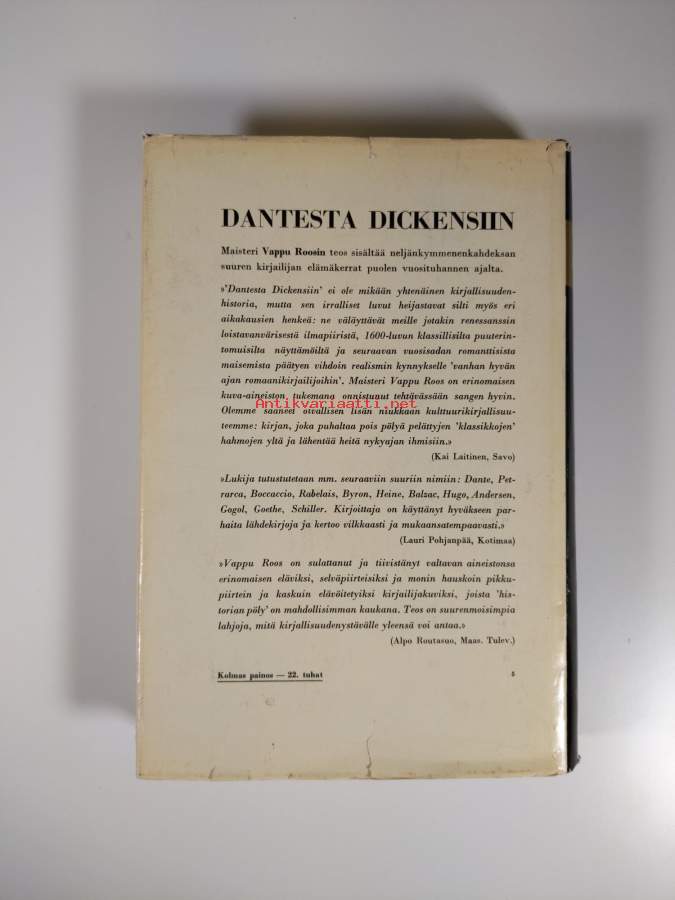 DANTESTA DICKENSIIN
Maisteri Vappu Roosin teos sisältää neljänkymmenenkahdeksan
suuren kirjailijan elämäkerrat puolen vuosituhannen ajalta.
»'Dantesta Dickensiin' ei ole mikään yhtenäinen kirjallisuuden-
historia, mutta sen irralliset luvut heijastavat silti myös eri
aikakausien henkeä: ne väläyttävät meille jotakin renessanssin
loistavanvärisestä ilmapiiristä, 1600-luvun klassillisilta puuterin-
tomuisilta näyttämöiltä ja seuraavan vuosisadan romanttisista
maisemista päätyen vihdoin realismin kynnykselle 'vanhan hyvän
ajan romaanikirjailijoihin'. Maisteri Vappu Roos on erinomaisen
kuva-aineiston tukemana onnistunut tehtävässään sangen hyvin.
Antikvariaatti.net
Olemme saaneet oivallisen lisän niukkaan kulttuurikirjallisuu-
teemme: kirjan, joka puhaltaa pois pölyä pelättyjen 'klassikkojen'
hahmojen yltä ja lähentää heitä nykyajan ihmisiin.»
(Kai Laitinen, Savo)
»Lukija tutustutetaan mm. seuraaviin suuriin nimiin: Dante, Pet-
rarca, Boccaccio, Rabelais, Byron, Heine, Balzac, Hugo, Andersen,
Gogol, Goethe, Schiller. Kirjoittaja on käyttänyt hyväkseen par-
haita lähdekirjoja ja kertoo vilkkaasti ja mukaansatempaavasti.»
(Lauri Pohjanpää, Kotimaa)
»Vappu Roos on sulattanut ja tiivistänyt valtavan aineistonsa
erinomaisen eläviksi, selväpiirteisiksi ja monin hauskoin pikku-
piirtein ja kaskuin elävöitetyiksi kirjailijakuviksi, joista 'his-
torian pöly' on mahdollisimman kaukana. Teos on suurenmoisimpia
lahjoja, mitä kirjallisuudenystävälle yleensä voi antaa.»
(Alpo Routasuo, Maas. Tulev.)
Kolmas painos — 22. tuhat